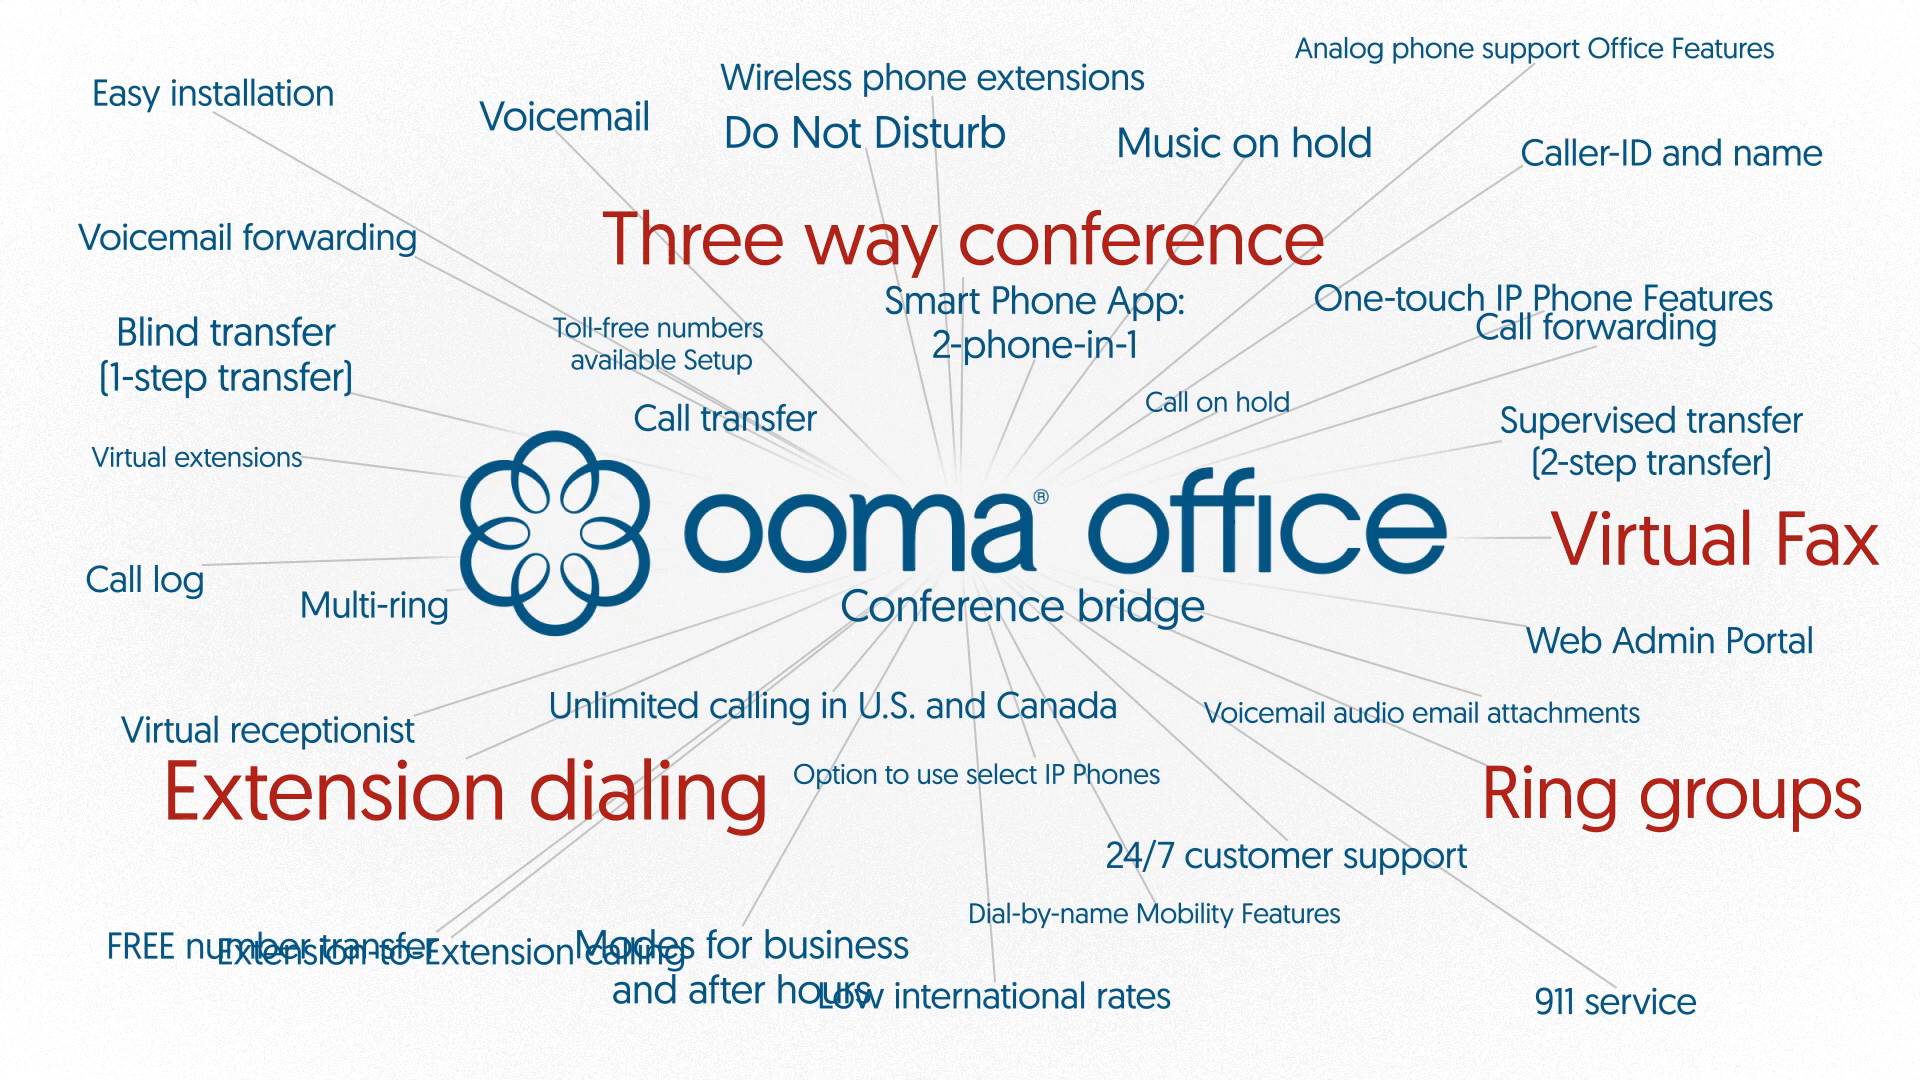 Analog phone support Office Features
Easy installation
Wireless phone extensions
Voicemail
Do Not Disturb
Music on hold
Caller-ID and name
Voicemail forwarding
Three way conference
Smart Phone App:
2-phone-in-1
One-touch IP Phone Features
Call forwarding
Blind transfer
(1-step transfer)
Toll-free numbers
available Setup
Call on hold
Call transfer
Supervised transfer
(2-step transfer)
Virtual extensions
ooma® office
Virtual Fax
Call log
Multi-ring
Conference bridge
Web Admin Portal
Virtual receptionist
Unlimited calling in U.S. and Canada
Voicemail audio email attachments
Extension dialing
Option to use select IP Phones
Ring groups
24/7 customer support
Dial-by-name Mobility Features
FREE number transfer
Extension-to-Extension calling
Modes for business
and after hours
Low international rates
911 service